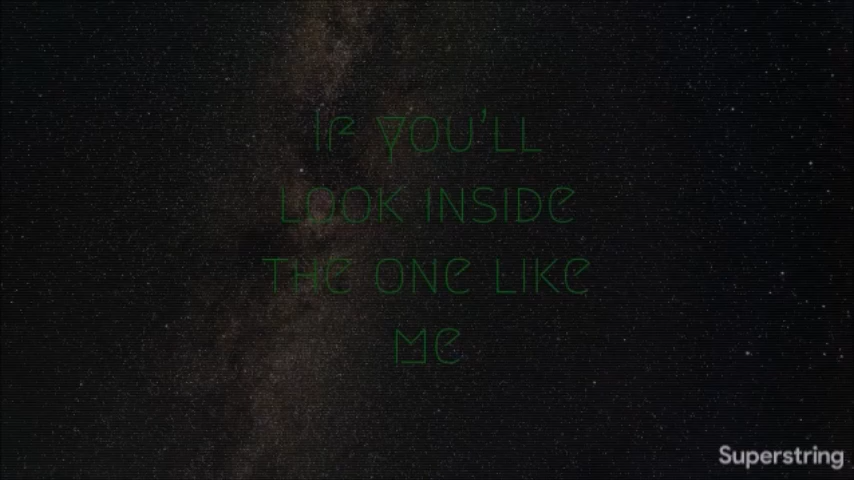 If you'll
look inside
the one like
me
Superstring